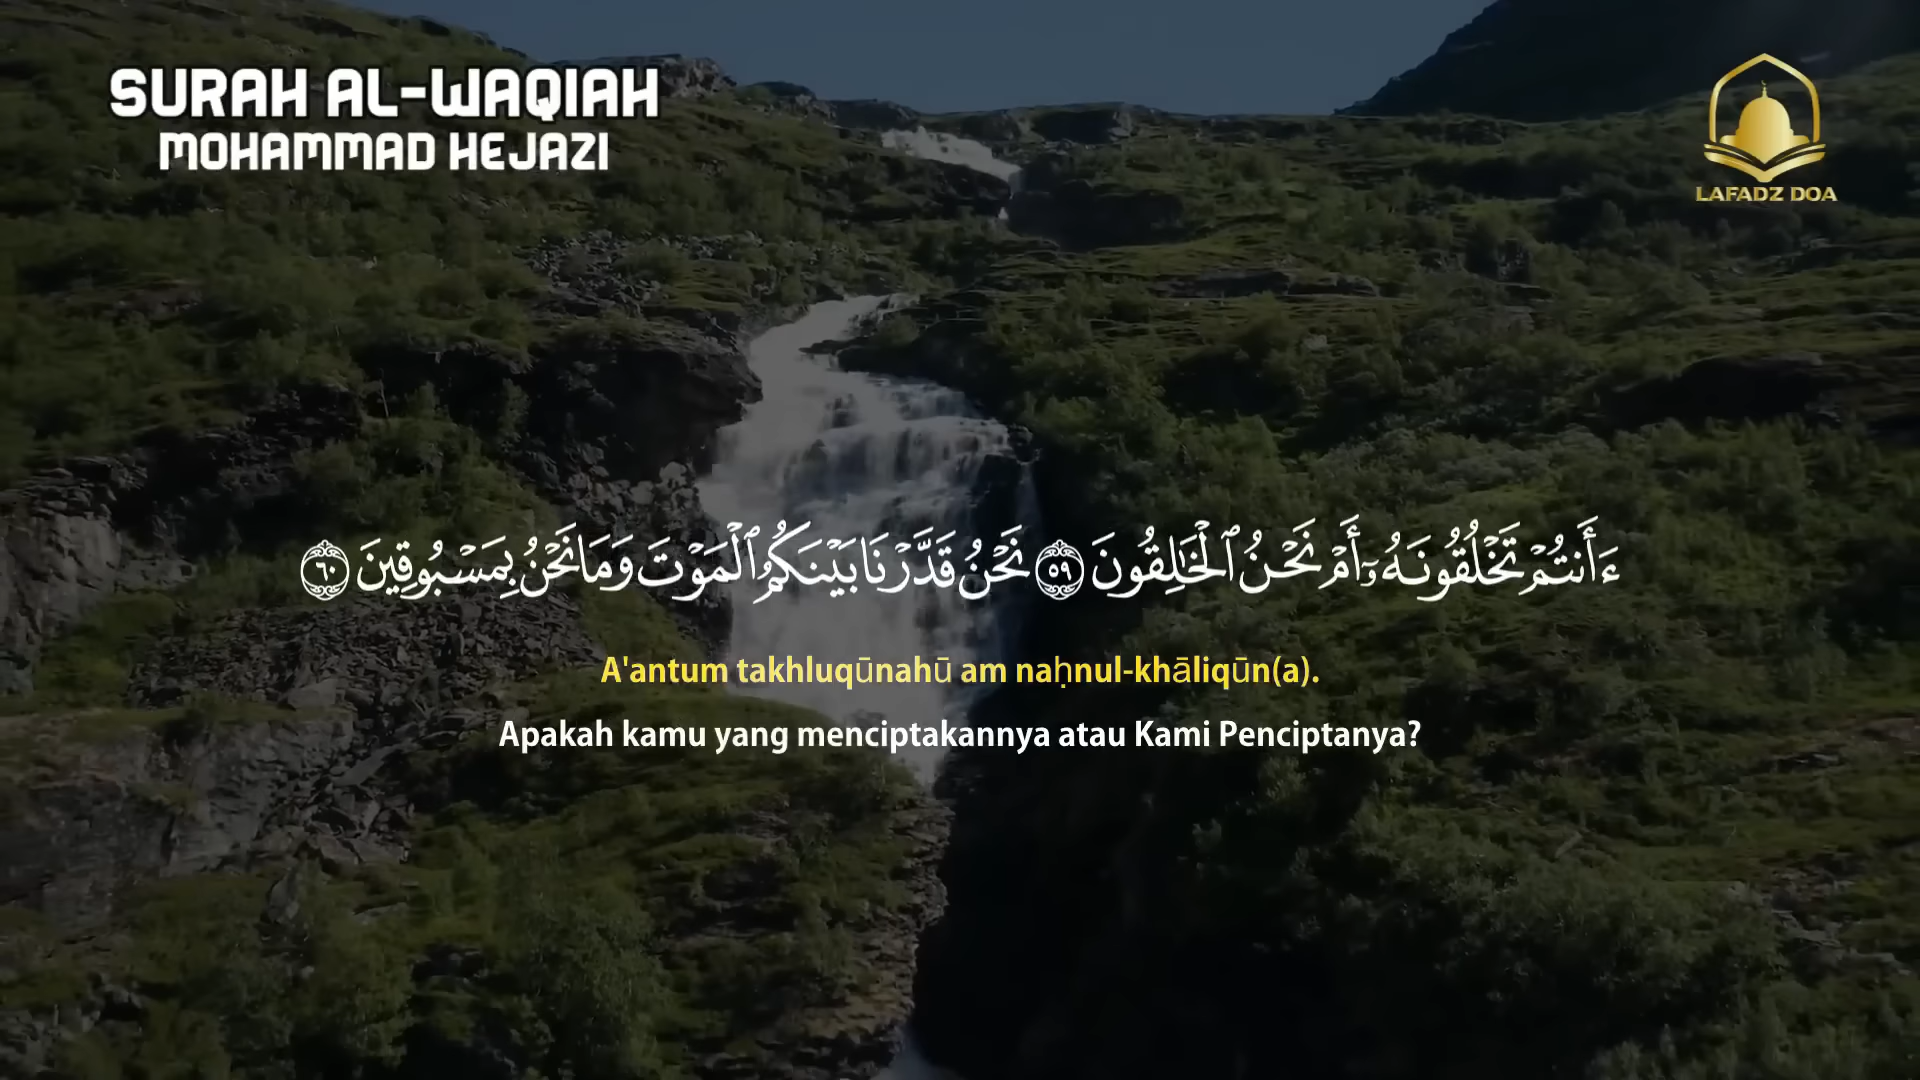 SURAH AL-WAQIAH
MOHAMMAD HEJAZI
LAFADZ DOA
ءَأَنتُمْ تَخْلُقُونَهُۥٓ أَمْ نَحْنُ ٱلْخَـٰلِقُونَ ٥٩ نَحْنُ قَدَّرْنَا بَيْنَكُمُ ٱلْمَوْتَ وَمَا نَحْنُ بِمَسْبُوقِينَ ٦٠
A'antum takhluqūnahū am naḥnul-khāliqūn(a).
Apakah kamu yang menciptakannya atau Kami Penciptanya?